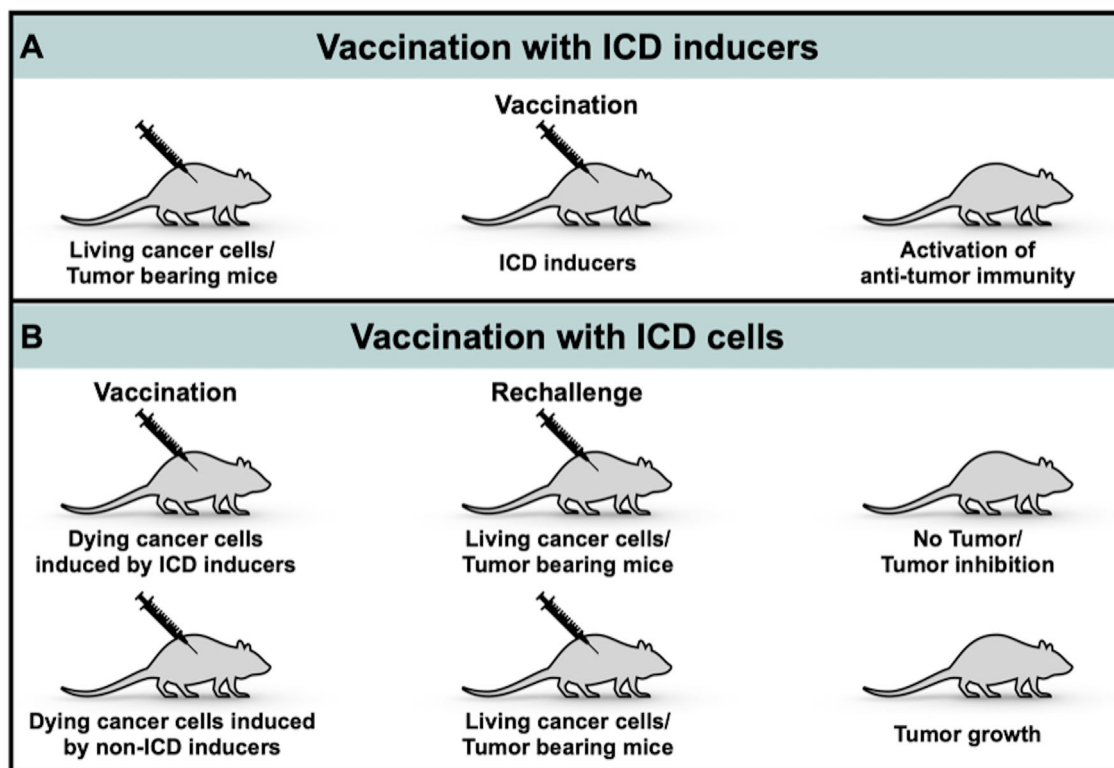 A
Vaccination with ICD inducers
Vaccination
Living cancer cells/
Tumor bearing mice
ICD inducers
Activation of
anti-tumor immunity
B
Vaccination with ICD cells
Vaccination
Rechallenge
Dying cancer cells
induced by ICD inducers
Living cancer cells/
Tumor bearing mice
No Tumor/
Tumor inhibition
Dying cancer cells induced
by non-ICD inducers
Living cancer cells/
Tumor bearing mice
Tumor growth